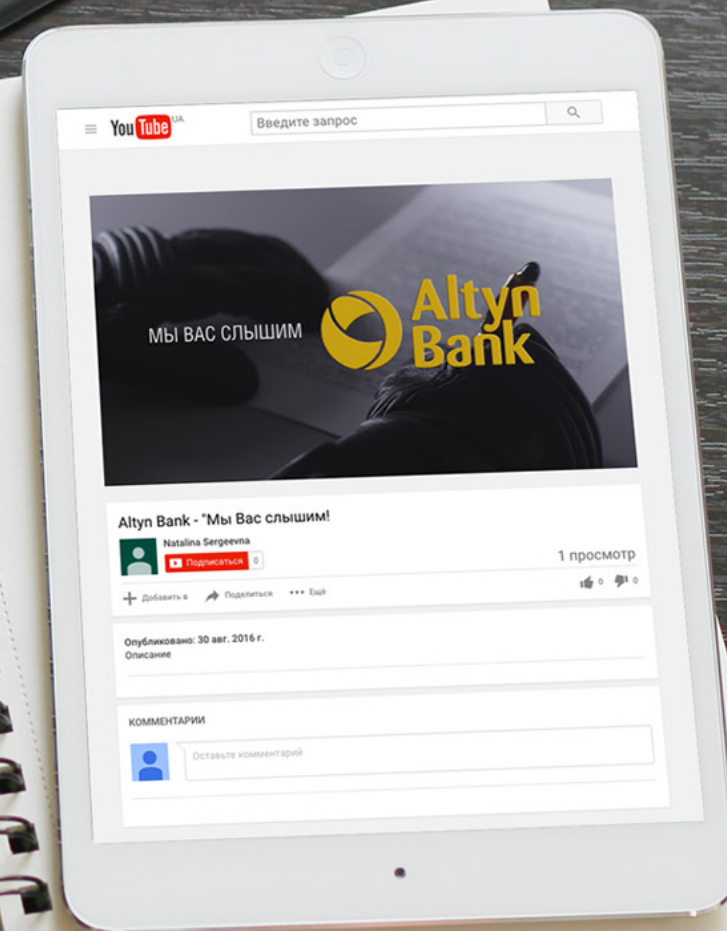 YouTube UA
Введите запрос
МЫ ВАС СЛЫШИМ
Altyn
Bank
Altyn Bank - "Мы Вас слышим!
Natalina Sergeevna
Подписаться 0
1 просмотр
Добавить в Поделиться Ещё
0 0
Опубликовано: 30 авг. 2016 г.
Описание
КОММЕНТАРИИ
Оставьте комментарий